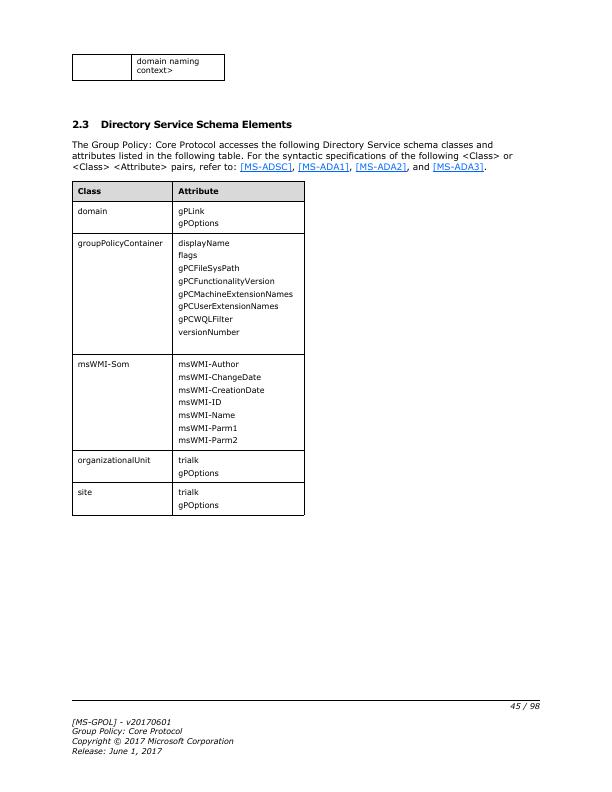 domain naming
context>
2.3 Directory Service Schema Elements
The Group Policy: Core Protocol accesses the following Directory Service schema classes and
attributes listed in the following table. For the syntactic specifications of the following <Class> or
<Class> <Attribute> pairs, refer to: [MS-ADSC], [MS-ADA1], [MS-ADA2], and [MS-ADA3].
Class Attribute
domain gPLink
gPOptions
groupPolicyContainer displayName
flags
gPCFileSysPath
gPCFunctionalityVersion
gPCMachineExtensionNames
gPCUserExtensionNames
gPCWQLFilter
versionNumber
msWMI-Som msWMI-Author
msWMI-ChangeDate
msWMI-CreationDate
msWMI-ID
msWMI-Name
msWMI-Parm1
msWMI-Parm2
organizationalUnit trialk
gPOptions
site trialk
gPOptions
45 / 98
[MS-GPOL] - v20170601
Group Policy: Core Protocol
Copyright © 2017 Microsoft Corporation
Release: June 1, 2017